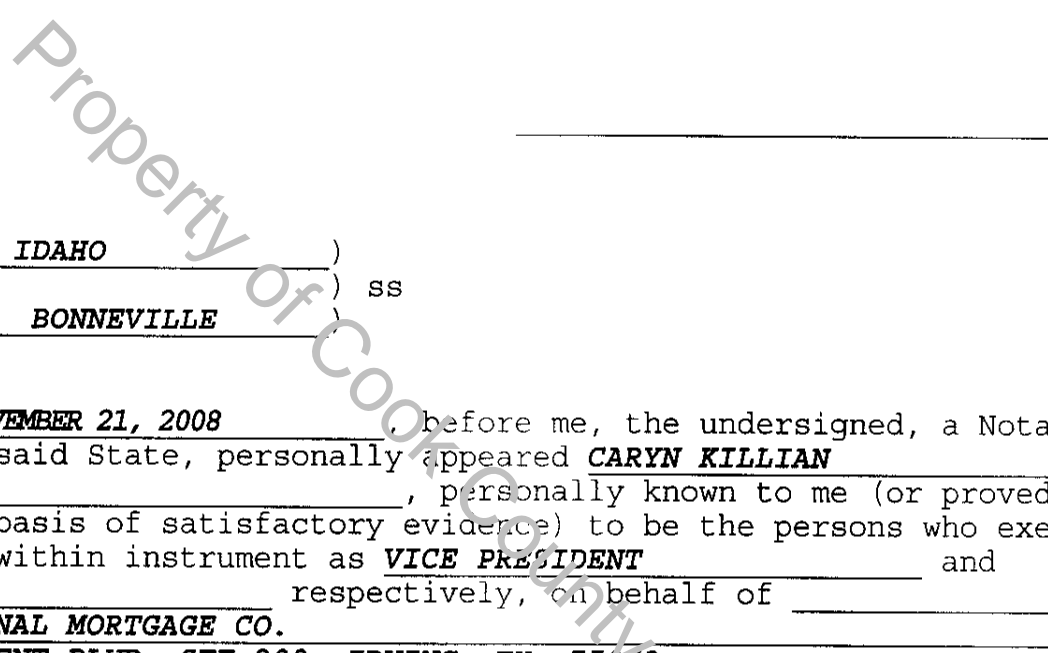 Property of Cook County
IDAHO )
) ss
BONNEVILLE )
VEMBER 21, 2008 , before me, the undersigned, a Nota
said State, personally appeared CARYN KILLIAN
, personally known to me (or proved
basis of satisfactory evidence) to be the persons who exe
within instrument as VICE PRESIDENT and
respectively, on behalf of
NAL MORTGAGE CO.